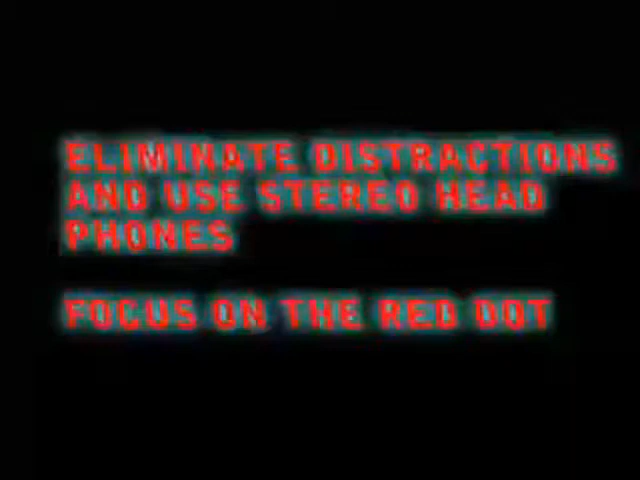 ELIMINATE DISTRACTIONS
AND USE STEREO HEAD
PHONES
FOCUS ON THE RED DOT